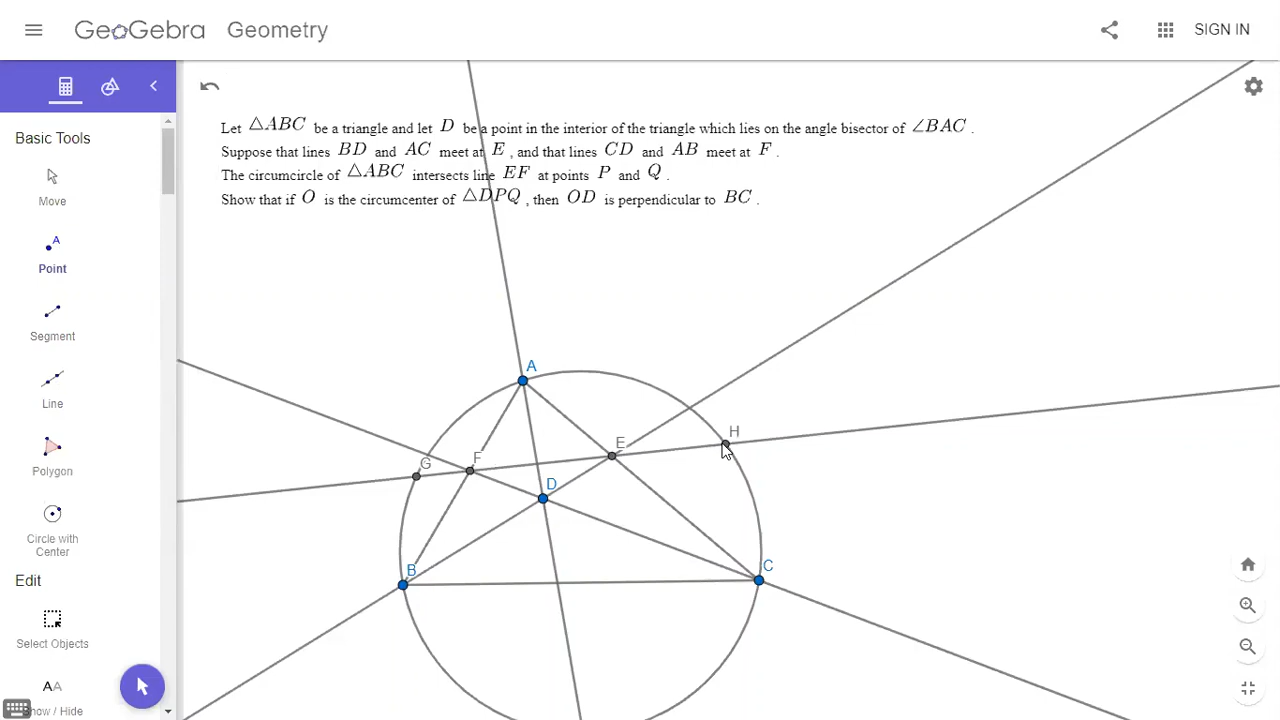 GeoGebra Geometry SIGN IN
Basic Tools
Move
A
Point
Segment
Line
Polygon
Circle with
Center
Edit
Select Objects
AA
Show / Hide
Let △ABC be a triangle and let D be a point in the interior of the triangle which lies on the angle bisector of ∠BAC .
Suppose that lines BD and AC meet at E , and that lines CD and AB meet at F .
The circumcircle of △ABC intersects line EF at points P and Q .
Show that if O is the circumcenter of △DPQ , then OD is perpendicular to BC .
A
H
E
F
G
D
C
B